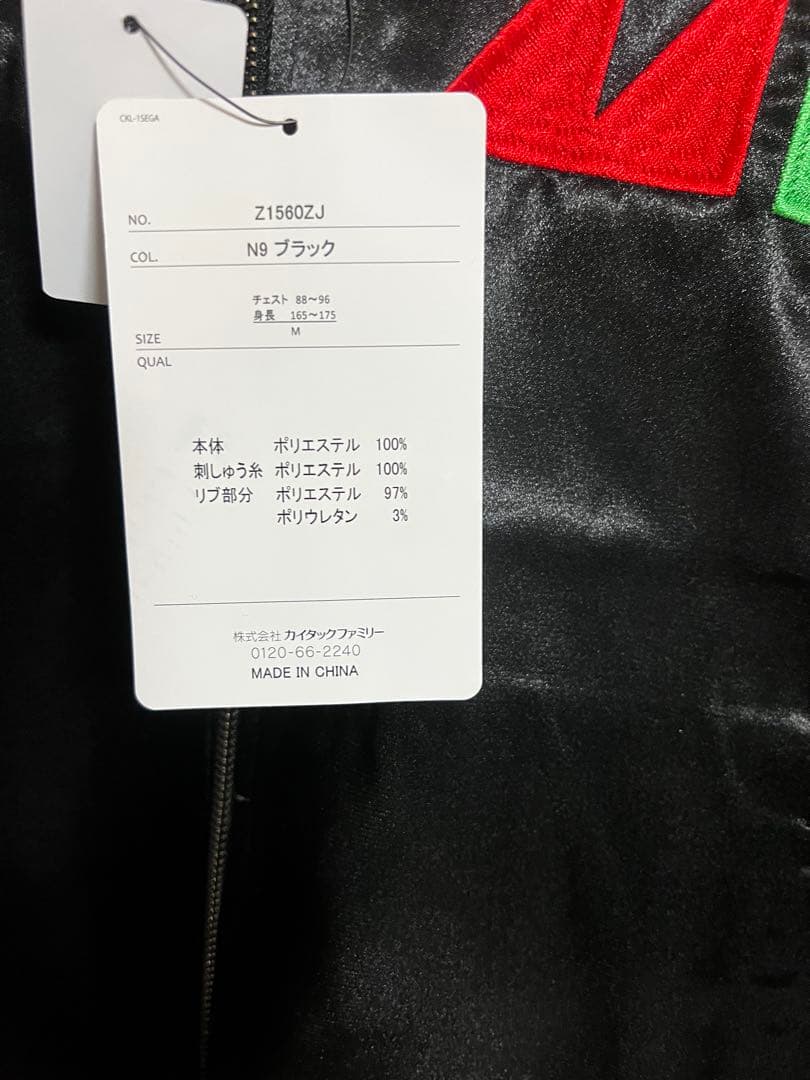 CKL-1SEGA
NO. Z1560ZJ
COL. N9 ブラック
チェスト 88～96
身長 165～175
SIZE M
QUAL
本体 ポリエステル 100%
刺しゅう糸 ポリエステル 100%
リブ部分 ポリエステル 97%
ポリウレタン 3%
株式会社 カイタックファミリー
0120-66-2240
MADE IN CHINA